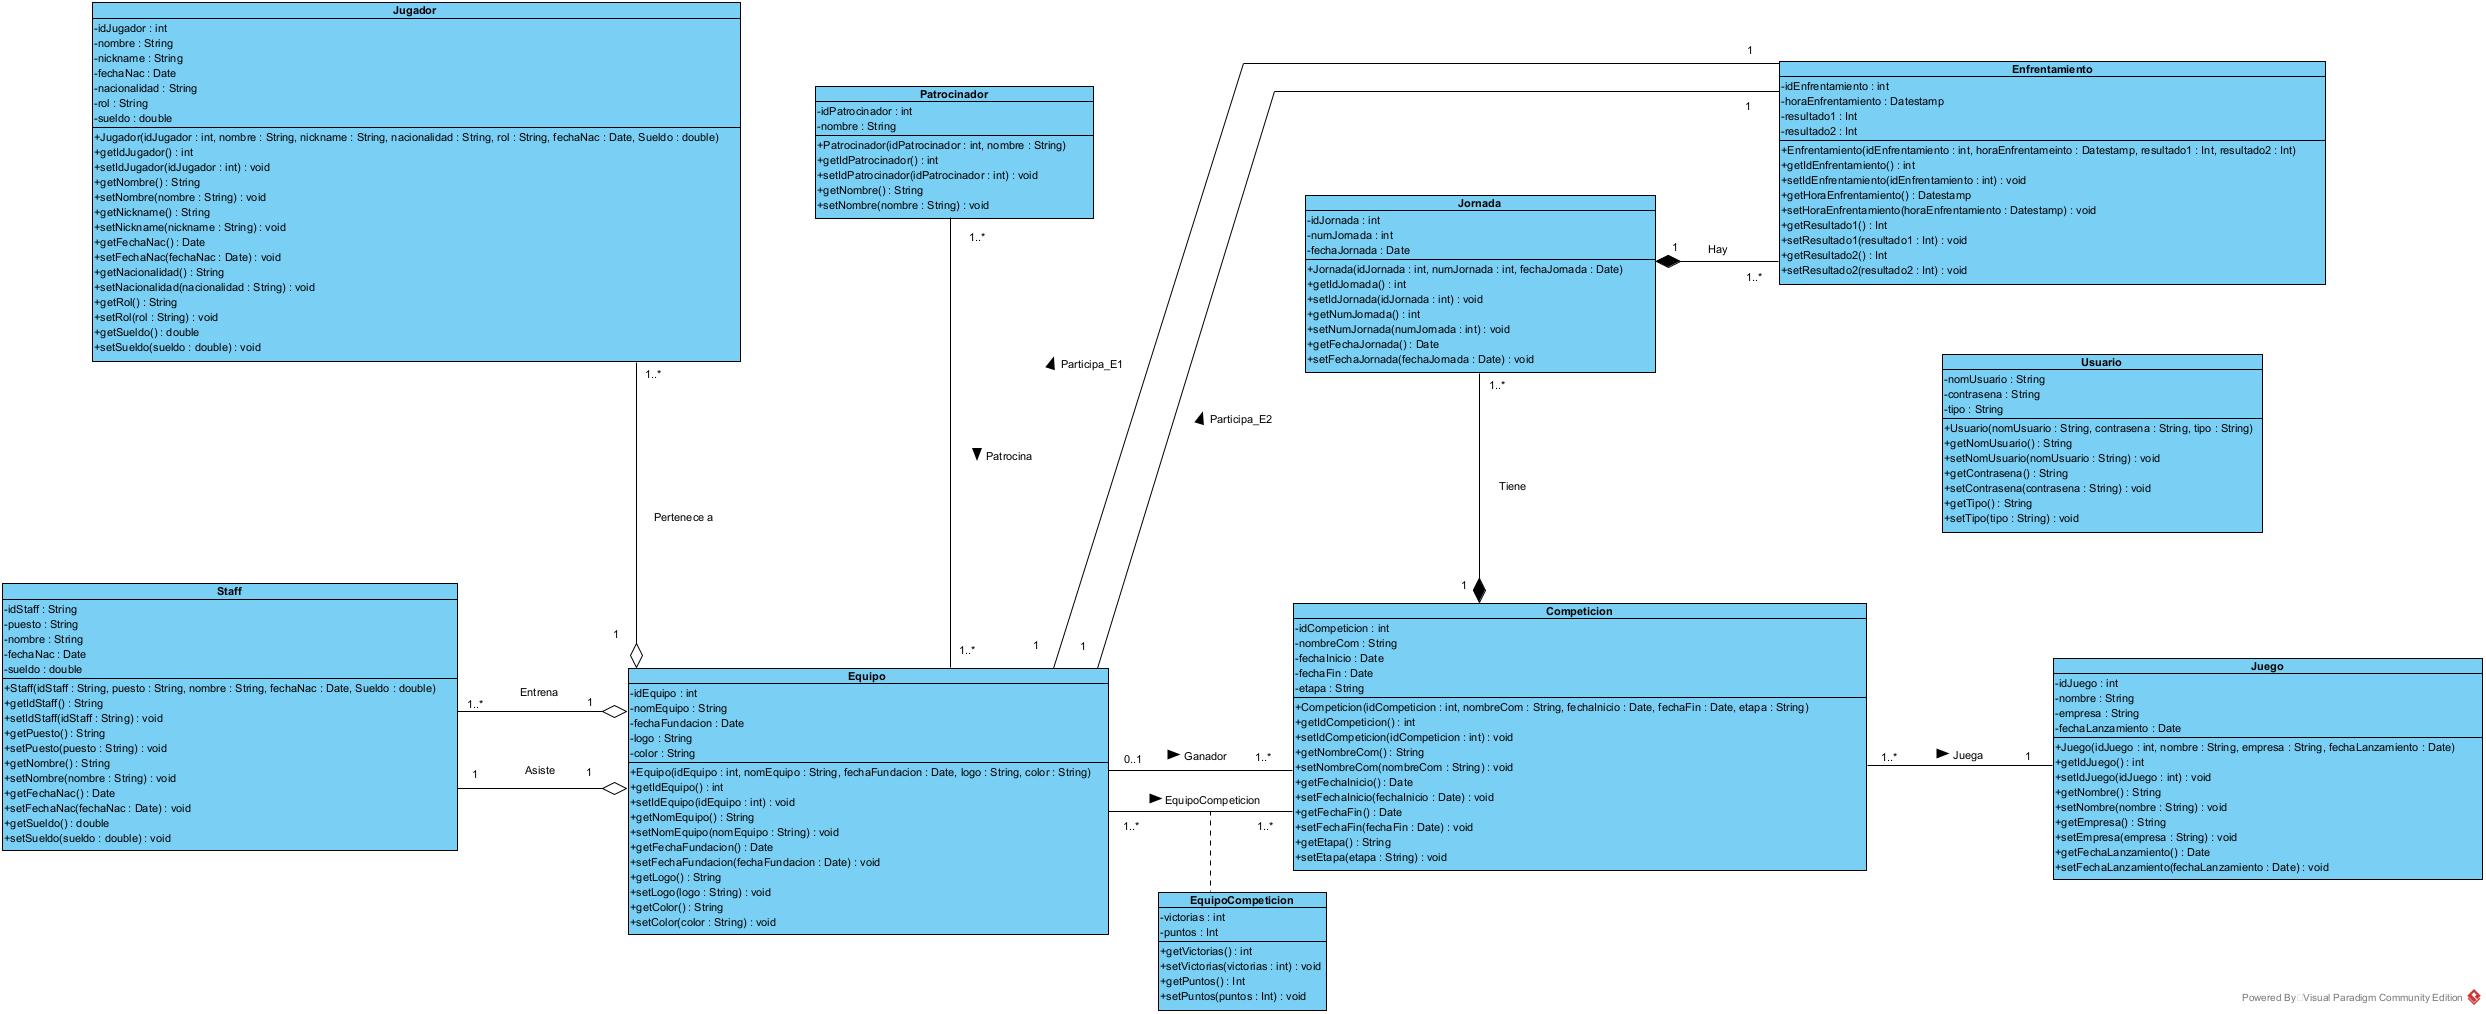 Jugador
-idJugador : int
-nombre : String
-nickname : String
-fechaNac : Date
-nacionalidad : String
-rol : String
-sueldo : double
+Jugador(idJugador : int, nombre : String, nickname : String, nacionalidad : String, rol : String, fechaNac : Date, Sueldo : double)
+getIdJugador() : int
+setIdJugador(idJugador : int) : void
+getNombre() : String
+setNombre(nombre : String) : void
+getNickname() : String
+setNickname(nickname : String) : void
+getFechaNac() : Date
+setFechaNac(fechaNac : Date) : void
+getNacionalidad() : String
+setNacionalidad(nacionalidad : String) : void
+getRol() : String
+setRol(rol : String) : void
+getSueldo() : double
+setSueldo(sueldo : double) : void
1..*
Pertenece a
1
Patrocinador
-idPatrocinador : int
-nombre : String
+Patrocinador(idPatrocinador : int, nombre : String)
+getIdPatrocinador() : int
+setIdPatrocinador(idPatrocinador : int) : void
+getNombre() : String
+setNombre(nombre : String) : void
1..*
Patrocina
1..*
1
1
Participa_E1
Participa_E2
1
1
Enfrentamiento
-idEnfrentamiento : int
-horaEnfrentamiento : Datestamp
-resultado1 : Int
-resultado2 : Int
+Enfrentamiento(idEnfrentamiento : int, horaEnfrentameinto : Datestamp, resultado1 : Int, resultado2 : Int)
+getIdEnfrentamiento() : int
+setIdEnfrentamiento(idEnfrentamiento : int) : void
+getHoraEnfrentamiento() : Datestamp
+setHoraEnfrentamiento(horaEnfrentamiento : Datestamp) : void
+getResultado1() : Int
+setResultado1(resultado1 : Int) : void
+getResultado2() : Int
+setResultado2(resultado2 : Int) : void
Jornada
-idJornada : int
-numJornada : int
-fechaJornada : Date
+Jornada(idJornada : int, numJornada : int, fechaJornada : Date)
+getIdJornada() : int
+setIdJornada(idJornada : int) : void
+getNumJornada() : int
+setNumJornada(numJornada : int) : void
+getFechaJornada() : Date
+setFechaJornada(fechaJornada : Date) : void
1
Hay
1..*
1..*
Tiene
1
Usuario
-nomUsuario : String
-contrasena : String
-tipo : String
+Usuario(nomUsuario : String, contrasena : String, tipo : String)
+getNomUsuario() : String
+setNomUsuario(nomUsuario : String) : void
+getContrasena() : String
+setContrasena(contrasena : String) : void
+getTipo() : String
+setTipo(tipo : String) : void
Staff
-idStaff : String
-puesto : String
-nombre : String
-fechaNac : Date
-sueldo : double
+Staff(idStaff : String, puesto : String, nombre : String, fechaNac : Date, Sueldo : double)
+getIdStaff() : String
+setIdStaff(idStaff : String) : void
+getPuesto() : String
+setPuesto(puesto : String) : void
+getNombre() : String
+setNombre(nombre : String) : void
+getFechaNac() : Date
+setFechaNac(fechaNac : Date) : void
+getSueldo() : double
+setSueldo(sueldo : double) : void
1..*
Entrena
1
1
Asiste
1
Equipo
-idEquipo : int
-nomEquipo : String
-fechaFundacion : Date
-logo : String
-color : String
+Equipo(idEquipo : int, nomEquipo : String, fechaFundacion : Date, logo : String, color : String)
+getIdEquipo() : int
+setIdEquipo(idEquipo : int) : void
+getNomEquipo() : String
+setNomEquipo(nomEquipo : String) : void
+getFechaFundacion() : Date
+setFechaFundacion(fechaFundacion : Date) : void
+getLogo() : String
+setLogo(logo : String) : void
+getColor() : String
+setColor(color : String) : void
0..1
Ganador
1..*
EquipoCompeticion
1..*
1..*
EquipoCompeticion
-victorias : int
-puntos : Int
+getVictorias() : int
+setVictorias(victorias : int) : void
+getPuntos() : Int
+setPuntos(puntos : Int) : void
Competicion
-idCompeticion : int
-nombreCom : String
-fechaInicio : Date
-fechaFin : Date
-etapa : String
+Competicion(idCompeticion : int, nombreCom : String, fechaInicio : Date, fechaFin : Date, etapa : String)
+getIdCompeticion() : int
+setIdCompeticion(idCompeticion : int) : void
+getNombreCom() : String
+setNombreCom(nombreCom : String) : void
+getFechaInicio() : Date
+setFechaInicio(fechaInicio : Date) : void
+getFechaFin() : Date
+setFechaFin(fechaFin : Date) : void
+getEtapa() : String
+setEtapa(etapa : String) : void
1..*
Juega
1
Juego
-idJuego : int
-nombre : String
-empresa : String
-fechaLanzamiento : Date
+Juego(idJuego : int, nombre : String, empresa : String, fechaLanzamiento : Date)
+getIdJuego() : int
+setIdJuego(idJuego : int) : void
+getNombre() : String
+setNombre(nombre : String) : void
+getEmpresa() : String
+setEmpresa(empresa : String) : void
+getFechaLanzamiento() : Date
+setFechaLanzamiento(fechaLanzamiento : Date) : void
Powered By Visual Paradigm Community Edition